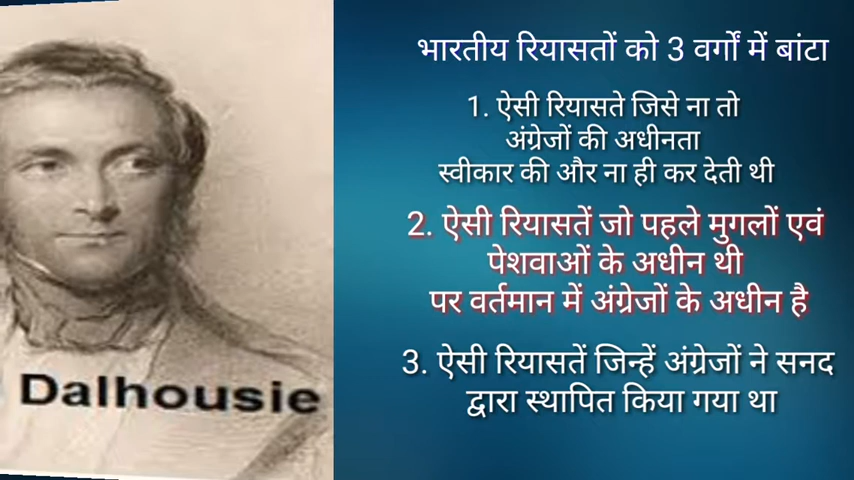 भारतीय रियासतों को 3 वर्गों में बांटा
1. ऐसी रियासते जिसे ना तो
अंग्रेजों की अधीनता
स्वीकार की और ना ही कर देती थी
2. ऐसी रियासतें जो पहले मुगलों एवं
पेशवाओं के अधीन थी
पर वर्तमान में अंग्रेजों के अधीन है
3. ऐसी रियासतें जिन्हें अंग्रेजों ने सनद
द्वारा स्थापित किया गया था
Dalhousie